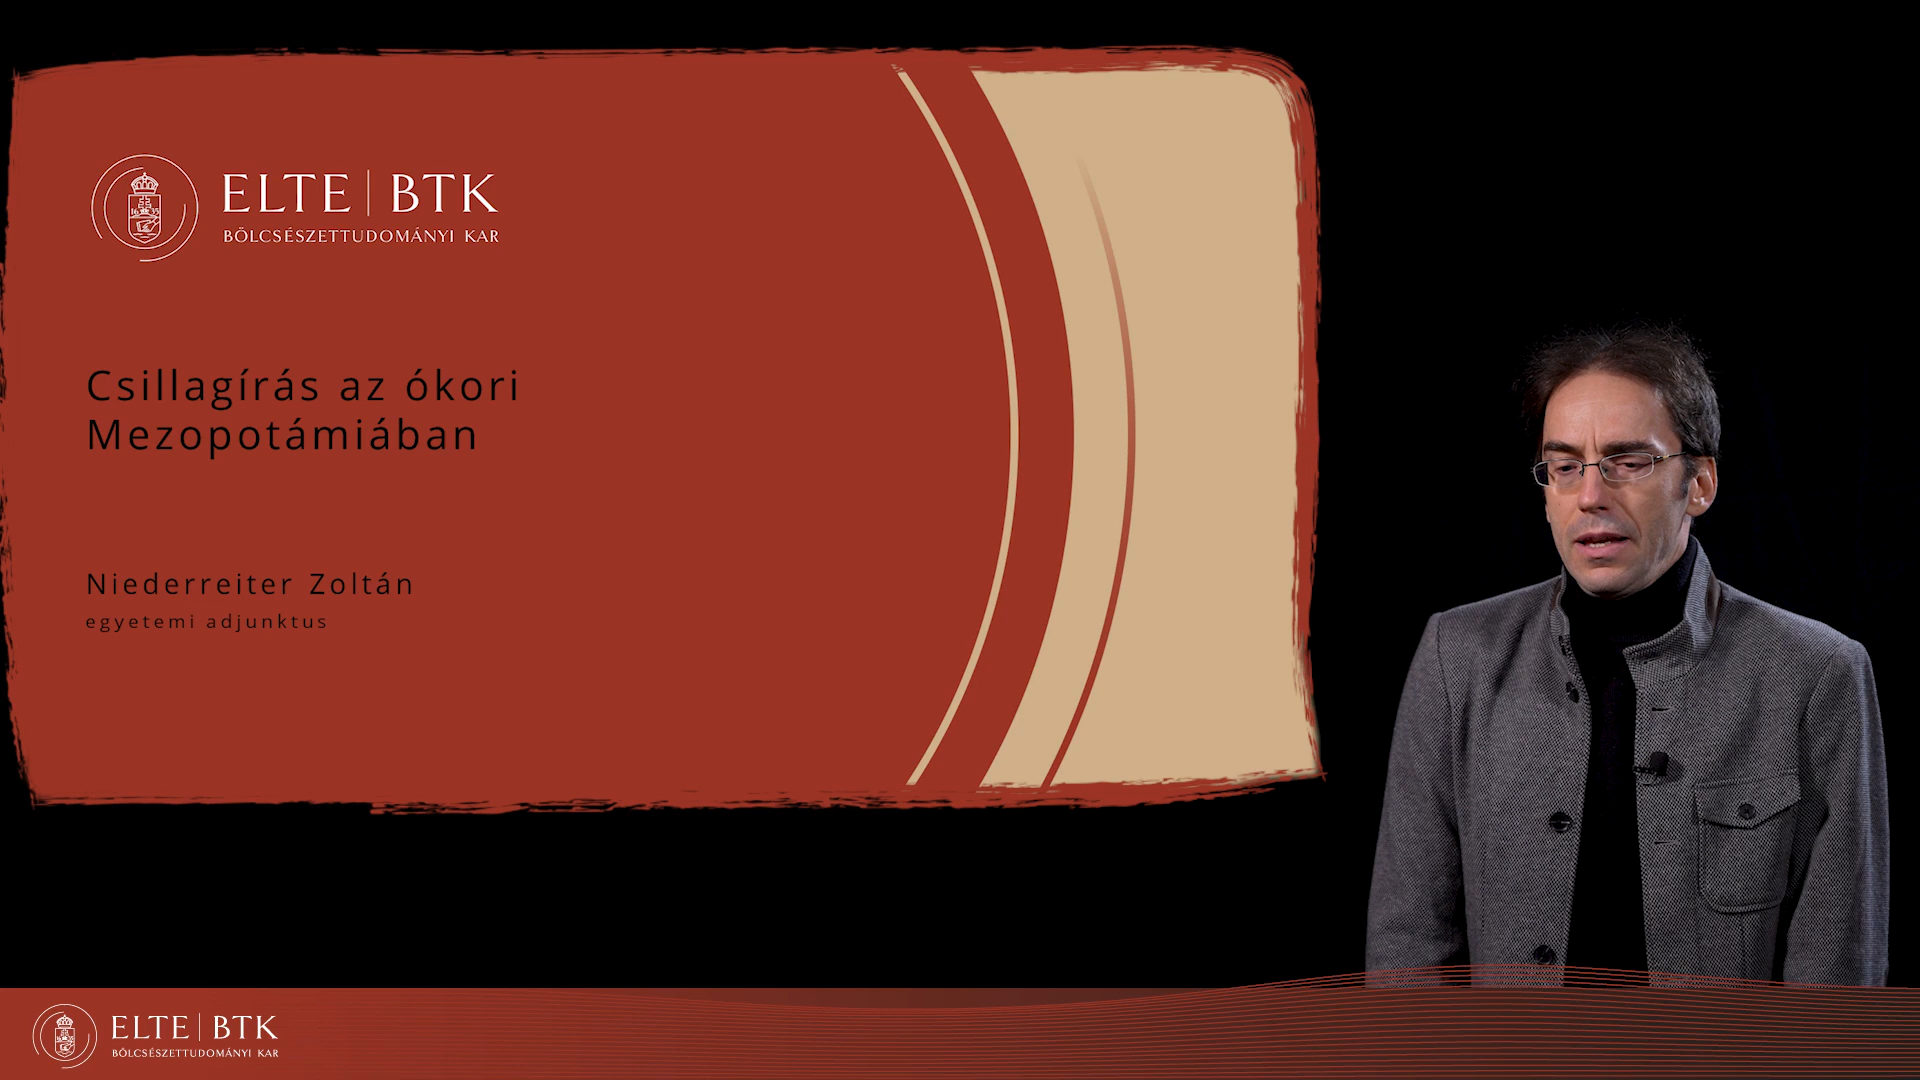 ELTE | BTK
BÖLCSÉSZETTUDOMÁNYI KAR
Csillagírás az ókori
Mezopotámiában
Niederreiter Zoltán
egyetemi adjunktus
ELTE | BTK
BÖLCSÉSZETTUDOMÁNYI KAR